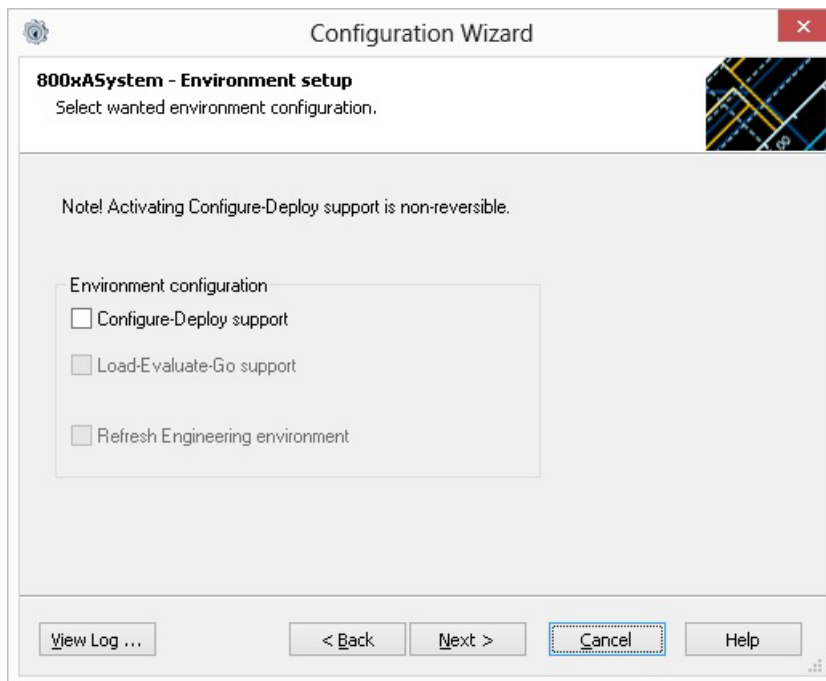 Configuration Wizard
800xASystem - Environment setup
Select wanted environment configuration.
Note! Activating Configure-Deploy support is non-reversible.
Environment configuration
Configure-Deploy support
Load-Evaluate-Go support
Refresh Engineering environment
View Log ...
< Back
Next >
Cancel
Help